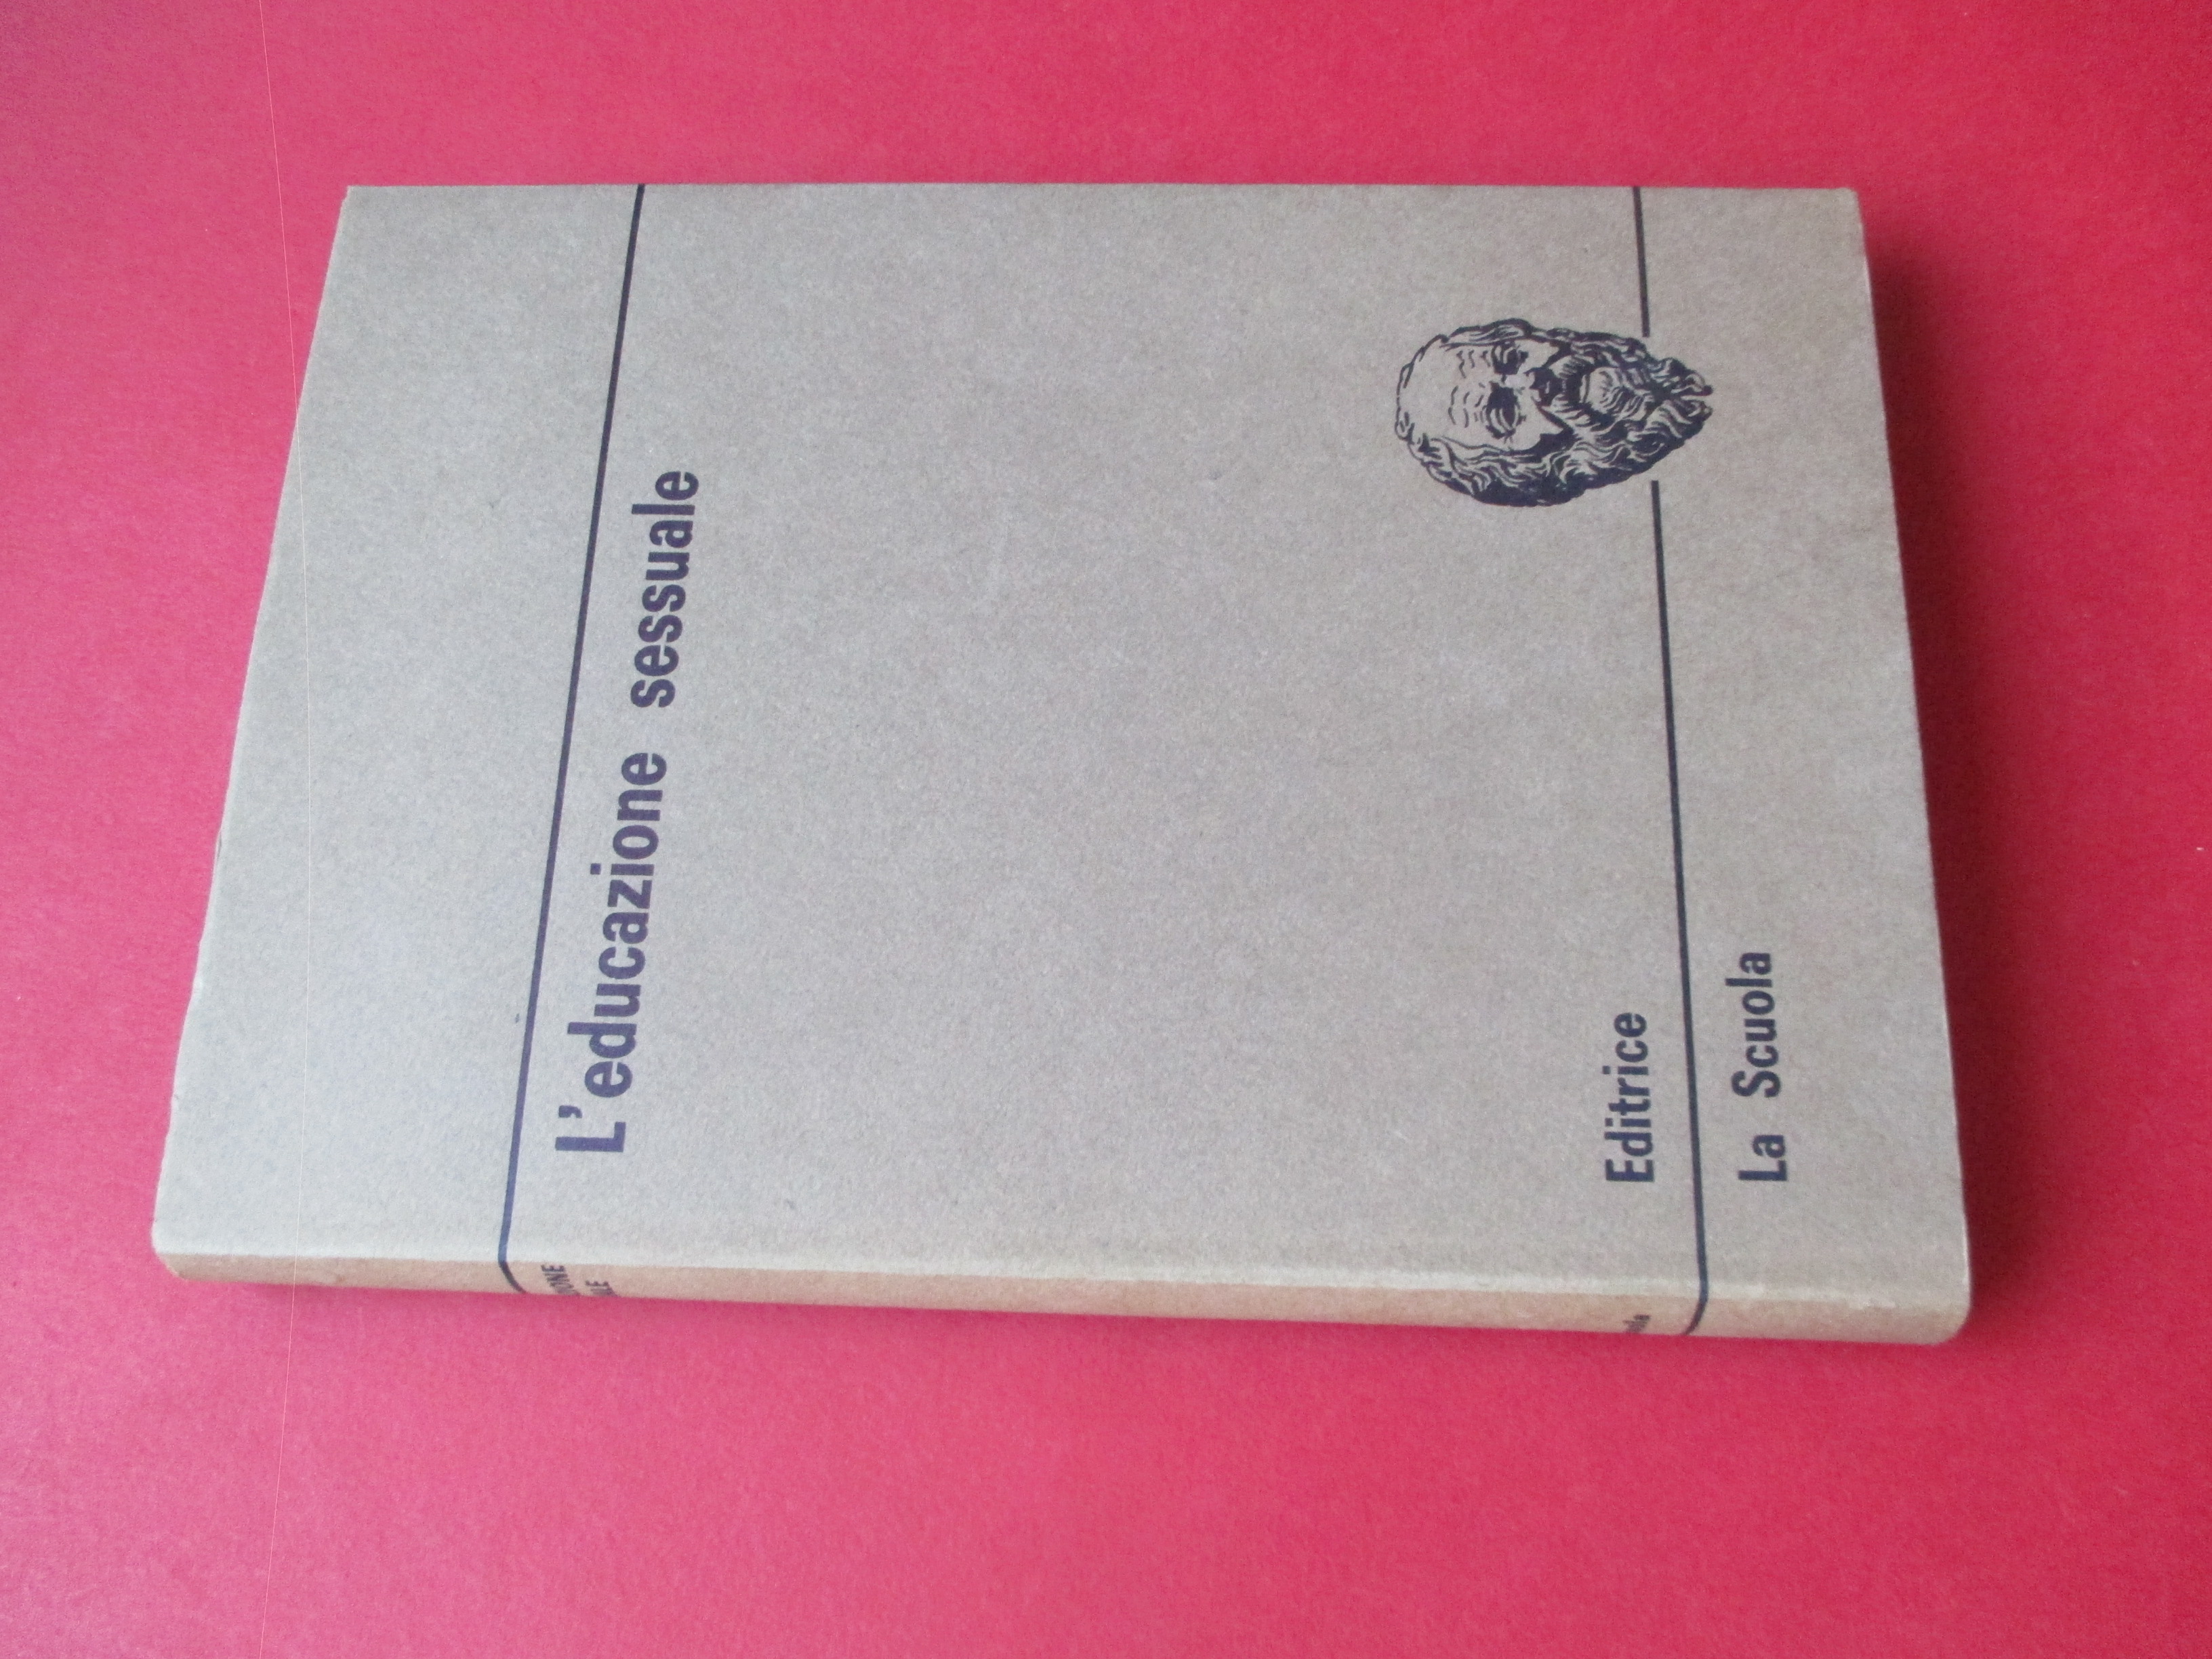 L'educazione sessuale
Editrice
La Scuola